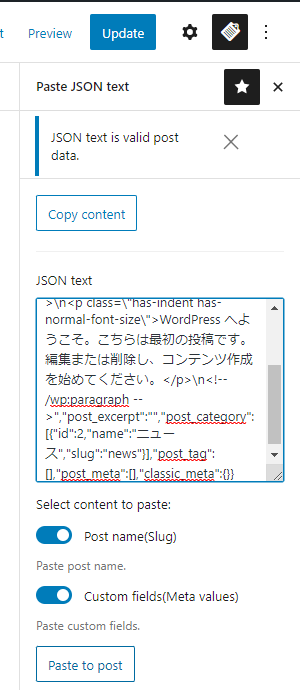 Preview Update
Paste JSON text
JSON text is valid post
data.
Copy content
JSON text
>\n<p class=\"has-indent has-
normal-font-size\">WordPress へ
ようこそ。こちらは最初の投稿です。
編集または削除し、コンテンツ作成
を始めてください。</p>\n<!--
/wp:paragraph --
>","post_excerpt":"","post_category":
[{"id":2,"name":"ニュー
ス","slug":"news"}],"post_tag":
[],"post_meta":[],"classic_meta":{}}
Select content to paste:
Post name(Slug)
Paste post name.
Custom fields(Meta values)
Paste custom fields.
Paste to post